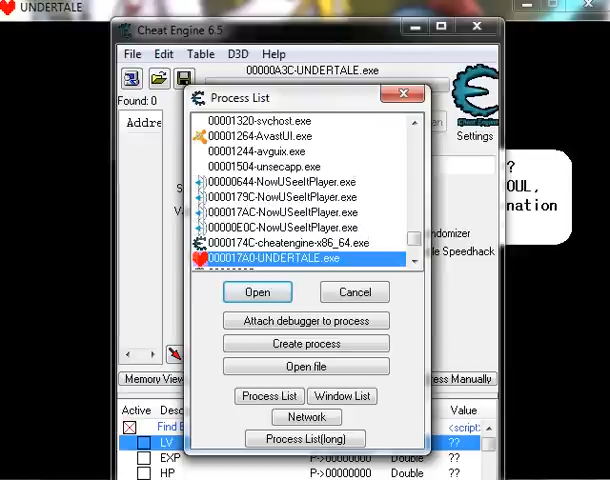 UNDERTALE
Cheat Engine 6.5
File Edit Table D3D Help
00000A3C-UNDERTALE.exe
Found: 0
Process List
Addre
Settings
00001320-svchost.exe
00001264-AvastUI.exe
00001244-avguix.exe
00001504-unsecapp.exe
00000644-NowUSeeItPlayer.exe
0000179C-NowUSeeItPlayer.exe
000017AC-NowUSeeItPlayer.exe
00000E0C-NowUSeeItPlayer.exe
0000174C-cheatengine-x86_64.exe
000017A0-UNDERTALE.exe
?
OUL,
nation
ndomizer
le Speedhack
Open Cancel
Attach debugger to process
Create process
Open file
Process List Window List
Network
Process List(long)
Memory View
ess Manually
Active Desc Value
Find E <script:
LV ??
EXP P->00000000 Double ??
HP P->00000000 Double ??